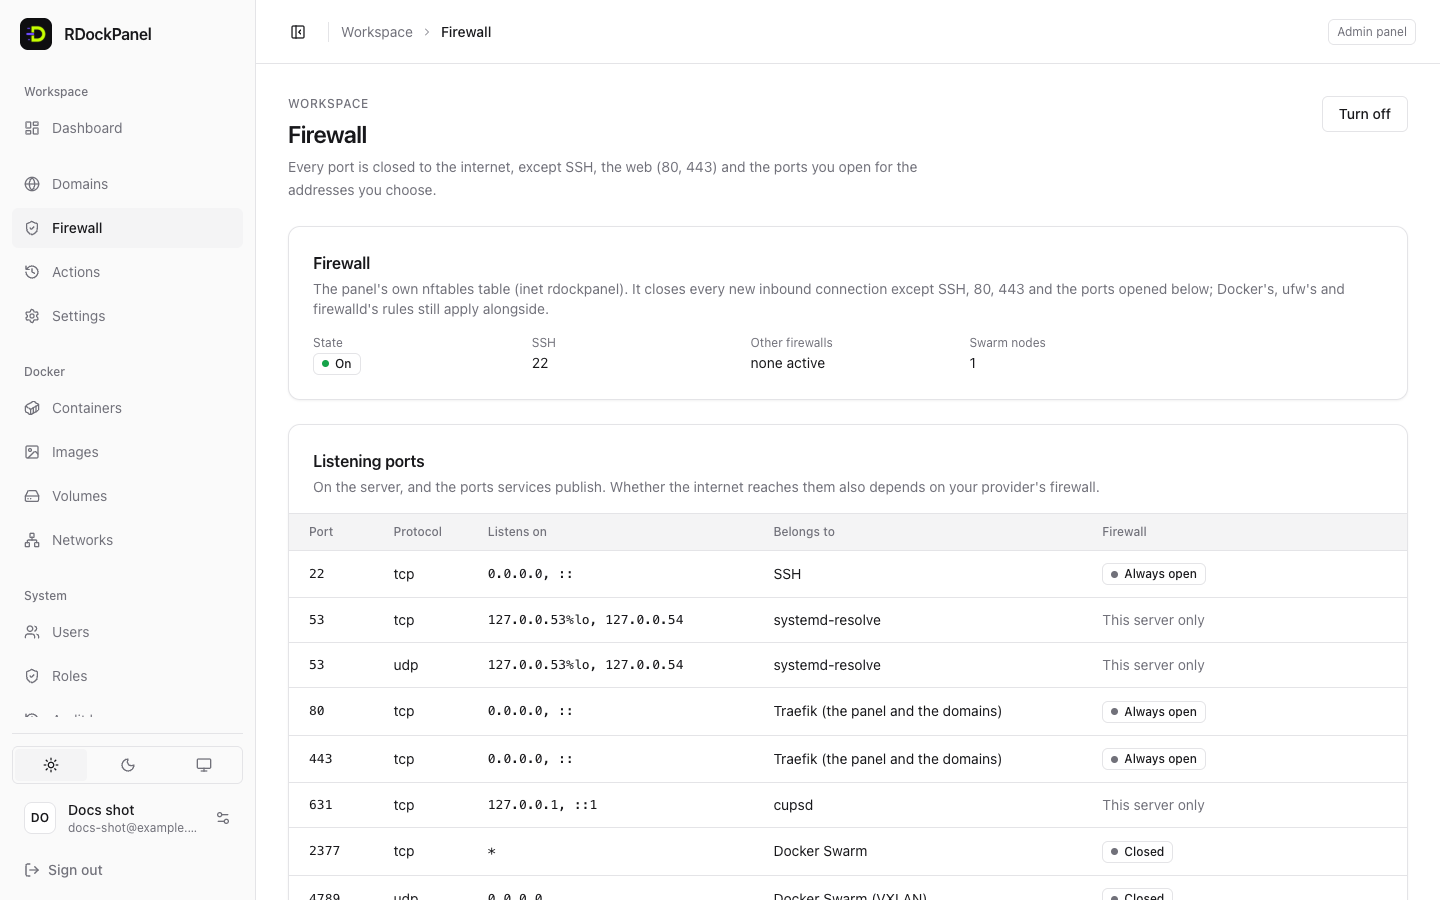 RDockPanel
Workspace
Dashboard
Domains
Firewall
Actions
Settings
Docker
Containers
Images
Volumes
Networks
System
Users
Roles
DO
Docs shot
docs-shot@example....
Sign out
Workspace > Firewall
Admin panel
WORKSPACE
Firewall
Turn off
Every port is closed to the internet, except SSH, the web (80, 443) and the ports you open for the
addresses you choose.
Firewall
The panel's own nftables table (inet rdockpanel). It closes every new inbound connection except SSH, 80, 443 and the ports opened below; Docker's, ufw's and
firewalld's rules still apply alongside.
State SSH Other firewalls Swarm nodes
On 22 none active 1
Listening ports
On the server, and the ports services publish. Whether the internet reaches them also depends on your provider's firewall.
Port Protocol Listens on Belongs to Firewall
22 tcp 0.0.0.0, :: SSH Always open
53 tcp 127.0.0.53%lo, 127.0.0.54 systemd-resolve This server only
53 udp 127.0.0.53%lo, 127.0.0.54 systemd-resolve This server only
80 tcp 0.0.0.0, :: Traefik (the panel and the domains) Always open
443 tcp 0.0.0.0, :: Traefik (the panel and the domains) Always open
631 tcp 127.0.0.1, ::1 cupsd This server only
2377 tcp * Docker Swarm Closed
4789 udp 0.0.0.0 Docker Swarm (VXLAN) Closed